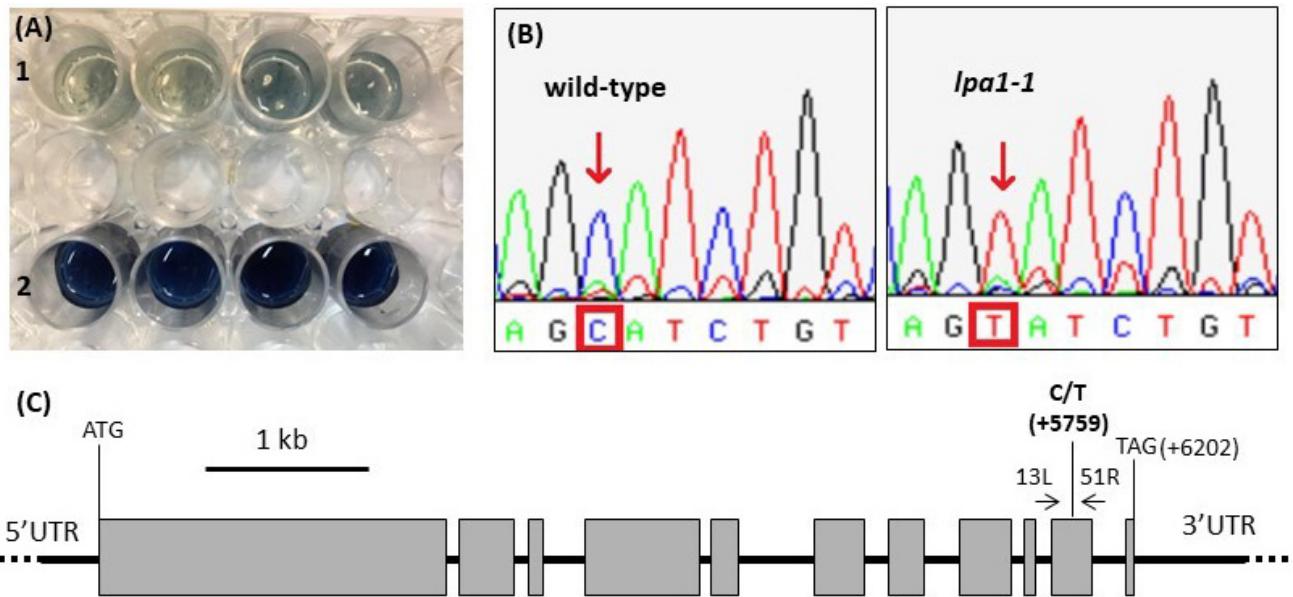 (A)
1
2
(B)
wild-type
A G C A T C T G T
lpa1-1
A G T A T C T G T
(C)
ATG
1 kb
C/T
(+5759)
TAG(+6202)
13L
51R
5’UTR
3’UTR